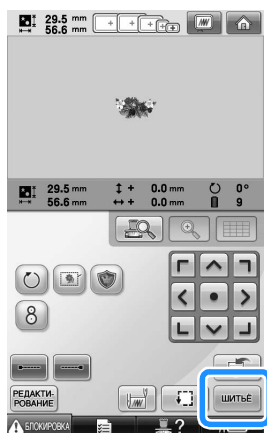 29.5 mm
56.6 mm
29.5 mm
56.6 mm
+ 0.0 mm
+ 0.0 mm
0°
9
8
РЕДАКТИ-
РОВАНИЕ
ШИТЬЁ
БЛОКИРОВКА
?